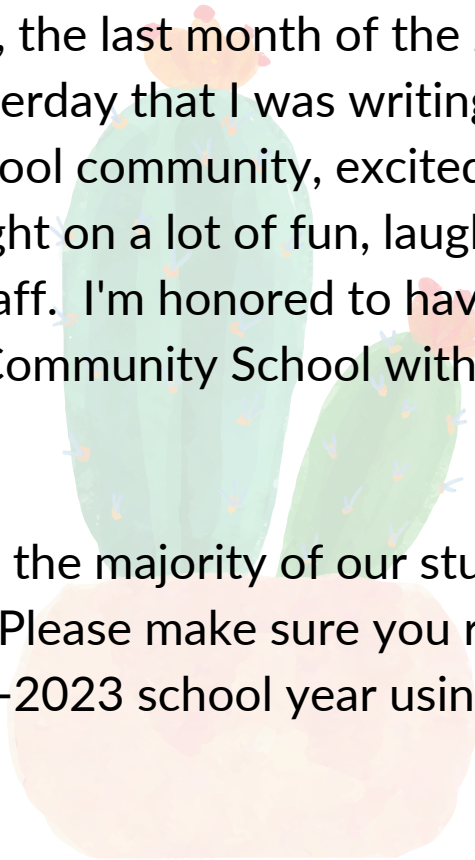 , the last month of the
erday that I was writing
ool community, excited
ght on a lot of fun, laugh
aff.  I'm honored to hav
Community School with
the majority of our stu
Please make sure you r
-2023 school year usin